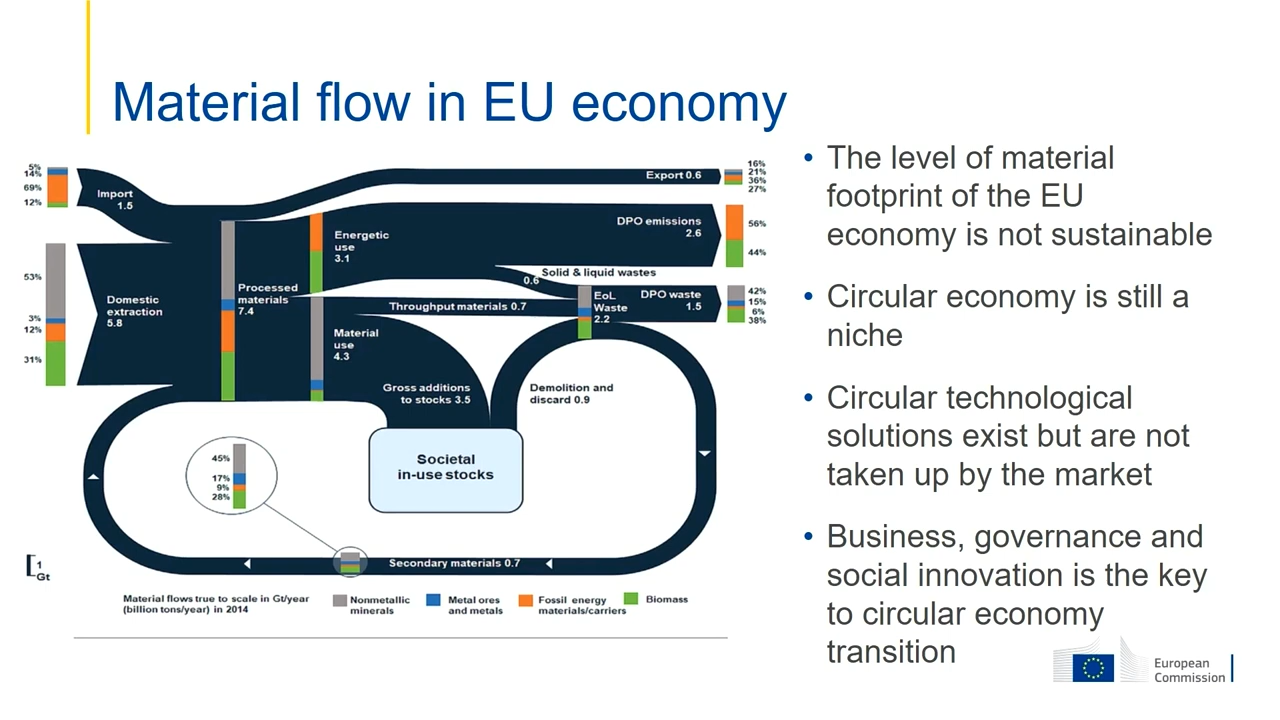 Material flow in EU economy
5%
14%
69%
12%
Import
1.5
53%
3%
12%
31%
Domestic
extraction
5.8
Processed
materials
7.4
Energetic
use
3.1
Material
use
4.3
Export 0.6
16%
21%
36%
27%
DPO emissions
2.6
56%
44%
Solid & liquid wastes
0.6
Throughput materials 0.7
EoL
Waste
2.2
DPO waste
1.5
42%
15%
6%
38%
Gross additions
to stocks 3.5
Demolition and
discard 0.9
Societal
in-use stocks
45%
17%
9%
28%
Secondary materials 0.7
1
Gt
Material flows true to scale in Gt/year
(billion tons/year) in 2014
Nonmetallic
minerals
Metal ores
and metals
Fossil energy
materials/carriers
Biomass
• The level of material
footprint of the EU
economy is not sustainable
• Circular economy is still a
niche
• Circular technological
solutions exist but are not
taken up by the market
• Business, governance and
social innovation is the key
to circular economy
transition
European
Commission